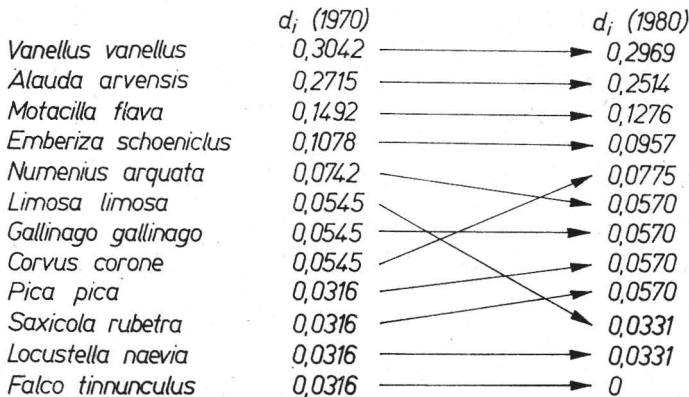 d_i (1970) d_i (1980)
Vanellus vanellus 0,3042 0,2969
Alauda arvensis 0,2715 0,2514
Motacilla flava 0,1492 0,1276
Emberiza schoeniclus 0,1078 0,0957
Numenius arquata 0,0742 0,0775
Limosa limosa 0,0545 0,0570
Gallinago gallinago 0,0545 0,0570
Corvus corone 0,0545 0,0570
Pica pica 0,0316 0,0570
Saxicola rubetra 0,0316 0,0331
Locustella naevia 0,0316 0,0331
Falco tinnunculus 0,0316 0